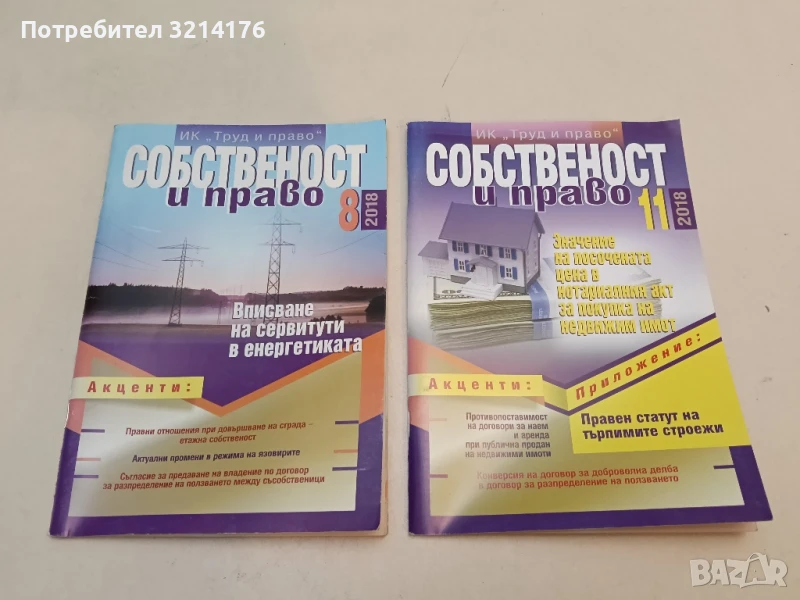 Потребител 3214176
ИК „Труд и право“
СОБСТВЕНОСТ
и право
8
2018
Вписване
на сервитути
в енергетиката
Акценти:
Правни отношения при довършване на сграда –
етажна собственост
Актуални промени в режима на язовирите
Съгласие за предаване на владение по договор
за разпределение на ползването между съсобственици
ИК „Труд и право“
СОБСТВЕНОСТ
и право
11
2018
Значение
на посочената
цена в
нотариалния акт
за покупка на
недвижим имот
Акценти:
Приложение:
Противопоставимост
на договори за наем
и аренда
при публична продан
на недвижими имоти
Правен статут на
търпимите строежи
Конверсия на договор за доброволна делба
в договор за разпределение на ползването
BAZAR